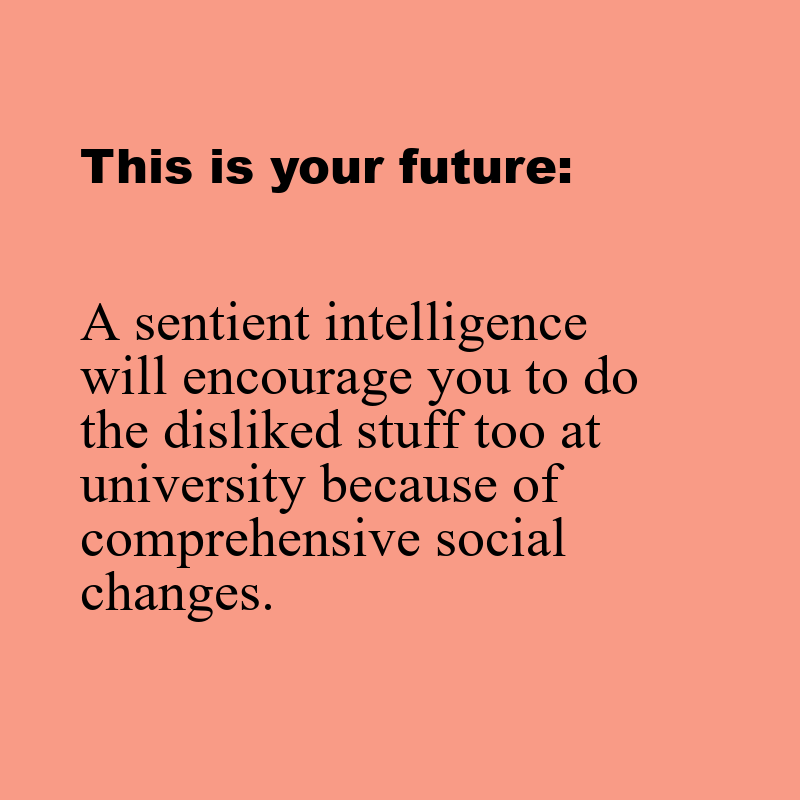 This is your future:
A sentient intelligence
will encourage you to do
the disliked stuff too at
university because of
comprehensive social
changes.